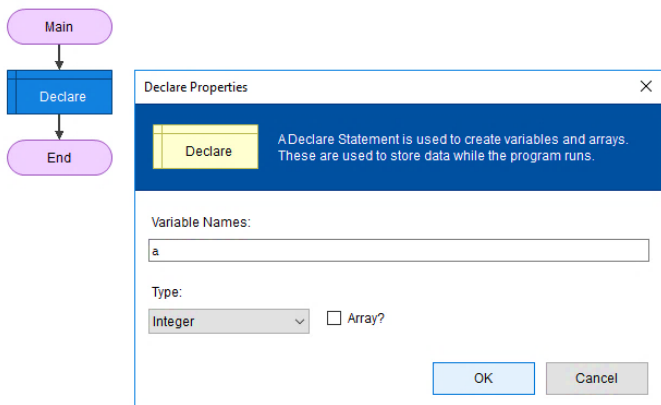 Main
Declare
End
Declare Properties
Declare
A Declare Statement is used to create variables and arrays.
These are used to store data while the program runs.
Variable Names:
a
Type:
Integer
Array?
OK
Cancel